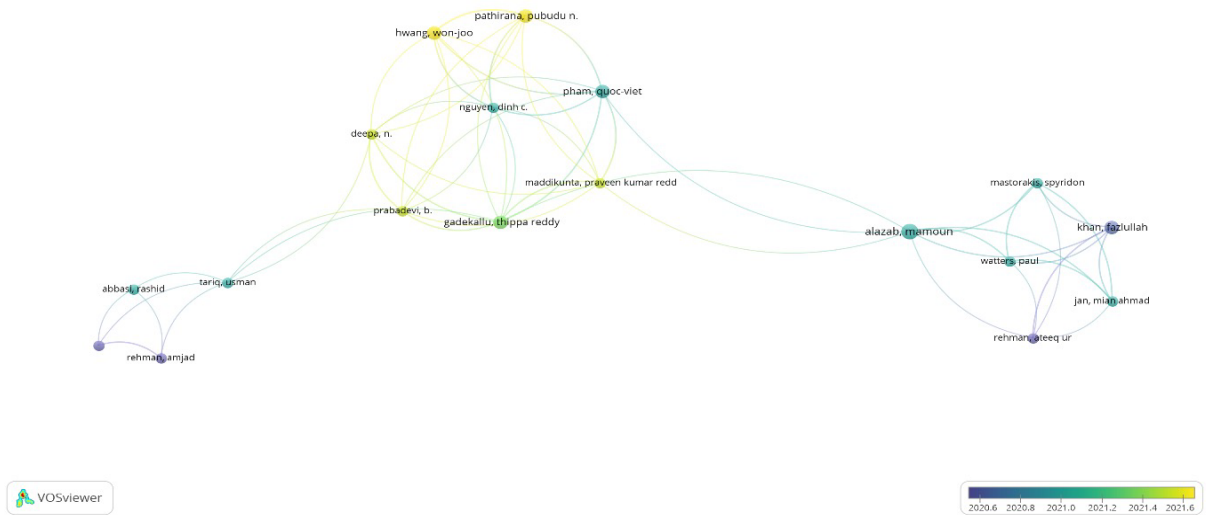 pathirana, pubudu n.
hwang, won-joo
pham, quoc-viet
nguyen, dinh c.
deepa, n.
maddikunta, praveen kumar redd
mastorakis, spyridon
prabadevi, b.
gadekallu, thippa reddy
khan, fazlullah
alazab, mamoun
watters, paul
tariq, usman
abbasi, rashid
jan, mian ahmad
rehman, ateeq ur
rehman, amjad
VOSviewer
2020.6 2020.8 2021.0 2021.2 2021.4 2021.6